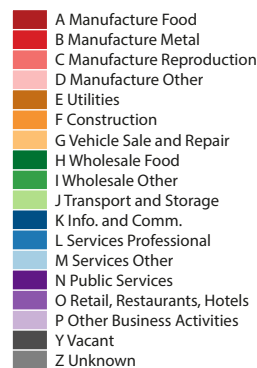 A Manufacture Food
B Manufacture Metal
C Manufacture Reproduction
D Manufacture Other
E Utilities
F Construction
G Vehicle Sale and Repair
H Wholesale Food
I Wholesale Other
J Transport and Storage
K Info. and Comm.
L Services Professional
M Services Other
N Public Services
O Retail, Restaurants, Hotels
P Other Business Activities
Y Vacant
Z Unknown